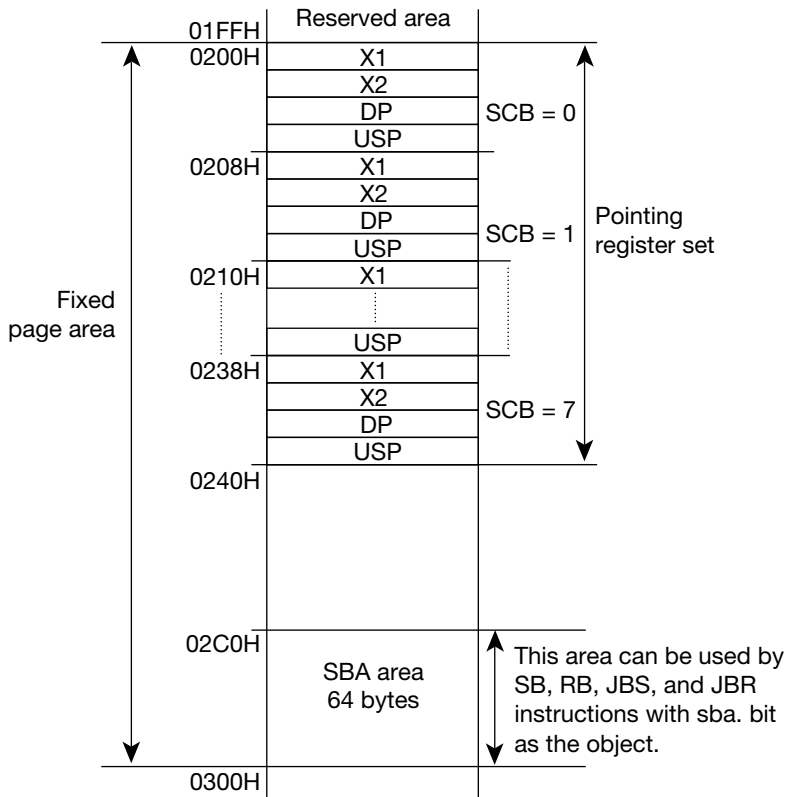 Reserved area
01FFH
0200H
X1
X2
DP
USP
SCB = 0
0208H
X1
X2
DP
USP
SCB = 1
Pointing
register set
0210H
X1
Fixed
page area
USP
0238H
X1
X2
DP
USP
SCB = 7
0240H
02C0H
SBA area
64 bytes
This area can be used by
SB, RB, JBS, and JBR
instructions with sba. bit
as the object.
0300H